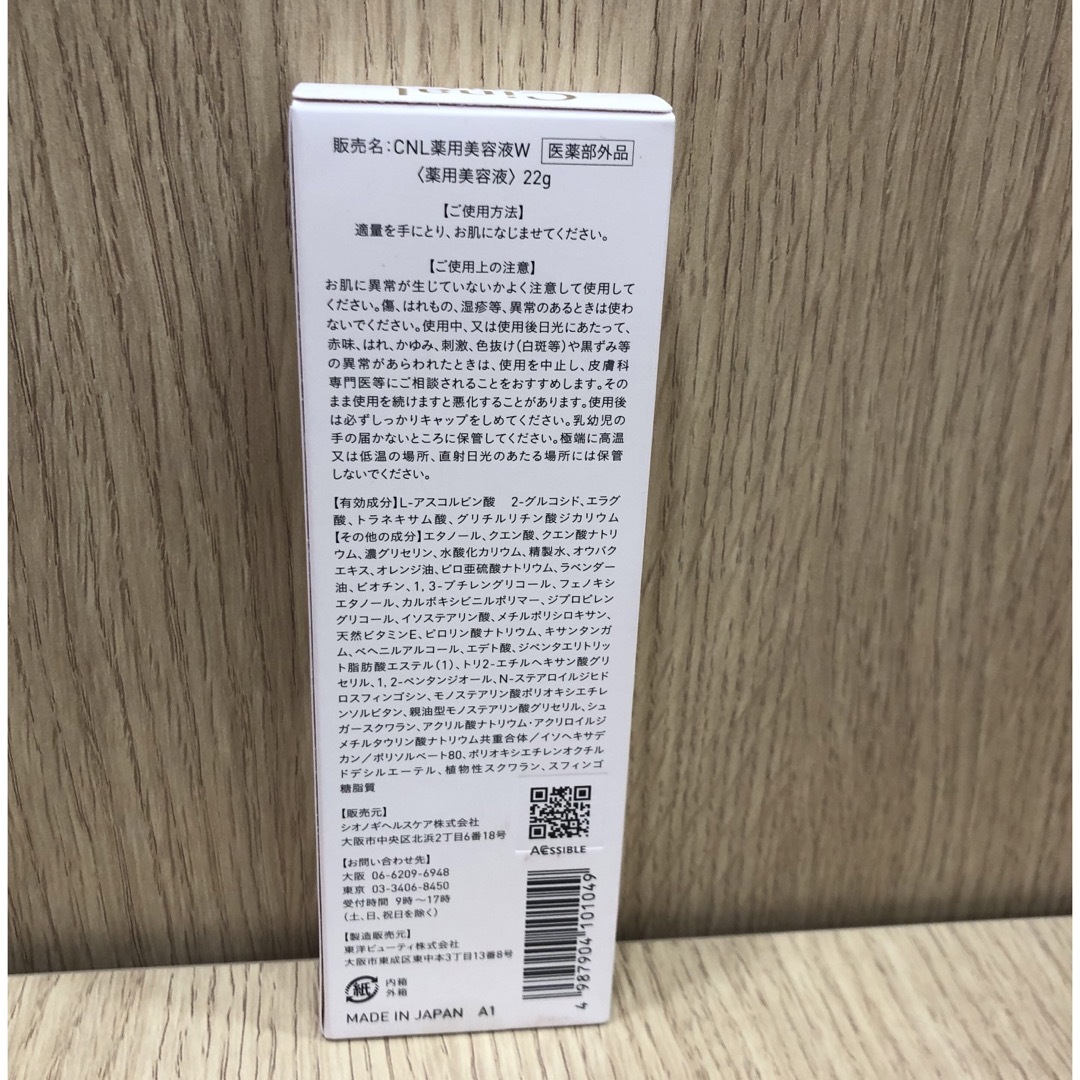 Cinal
販売名：CNL薬用美容液W 医薬部外品
〈薬用美容液〉22g
【ご使用方法】
適量を手にとり、お肌になじませてください。
【ご使用上の注意】
お肌に異常が生じていないかよく注意して使用して
ください。傷、はれもの、湿疹等、異常のあるときは使わ
ないでください。使用中、又は使用後日光にあたって、
赤味、はれ、かゆみ、刺激、色抜け(白斑等)や黒ずみ等
の異常があらわれたときは、使用を中止し、皮膚科
専門医等にご相談されることをおすすめします。その
まま使用を続けますと悪化することがあります。使用後
は必ずしっかりキャップをしめてください。乳幼児の
手の届かないところに保管してください。極端に高温
又は低温の場所、直射日光のあたる場所には保管
しないでください。
【有効成分】L-アスコルビン酸 2-グルコシド、エラグ
酸、トラネキサム酸、グリチルリチン酸ジカリウム
【その他の成分】エタノール、クエン酸、クエン酸ナトリ
ウム、濃グリセリン、水酸化カリウム、精製水、オウバク
エキス、オレンジ油、ピロ亜硫酸ナトリウム、ラベンダー
油、ビオチン、1,3-ブチレングリコール、フェノキシ
エタノール、カルボキシビニルポリマー、ジプロピレン
グリコール、イソステアリン酸、メチルポリシロキサン、
天然ビタミンE、ピロリン酸ナトリウム、キサンタンガ
ム、ベヘニルアルコール、エデト酸、ジペンタエリトリッ
ト脂肪酸エステル(1)、トリ2-エチルヘキサン酸グリ
セリル、1,2-ペンタンジオール、N-ステアロイルジヒド
ロスフィンゴシン、モノステアリン酸ポリオキシエチレ
ンソルビタン、親油型モノステアリン酸グリセリル、シュ
ガースクワラン、アクリル酸ナトリウム・アクリロイルジ
メチルタウリン酸ナトリウム共重合体／イソヘキサデ
カン／ポリソルベート80、ポリオキシエチレンオクチル
ドデシルエーテル、植物性スクワラン、スフィンゴ
糖脂質
【販売元】
シオノギヘルスケア株式会社
大阪市中央区北浜2丁目6番18号
【お問い合わせ先】
大阪 06-6209-6948
東京 03-3406-8450
受付時間 9時～17時
(土、日、祝日を除く)
【製造販売元】
東洋ビューティ株式会社
大阪市東成区東中本3丁目13番8号
紙 内箱
外箱
MADE IN JAPAN A1
ACCESSIBLE
4 987904 101049